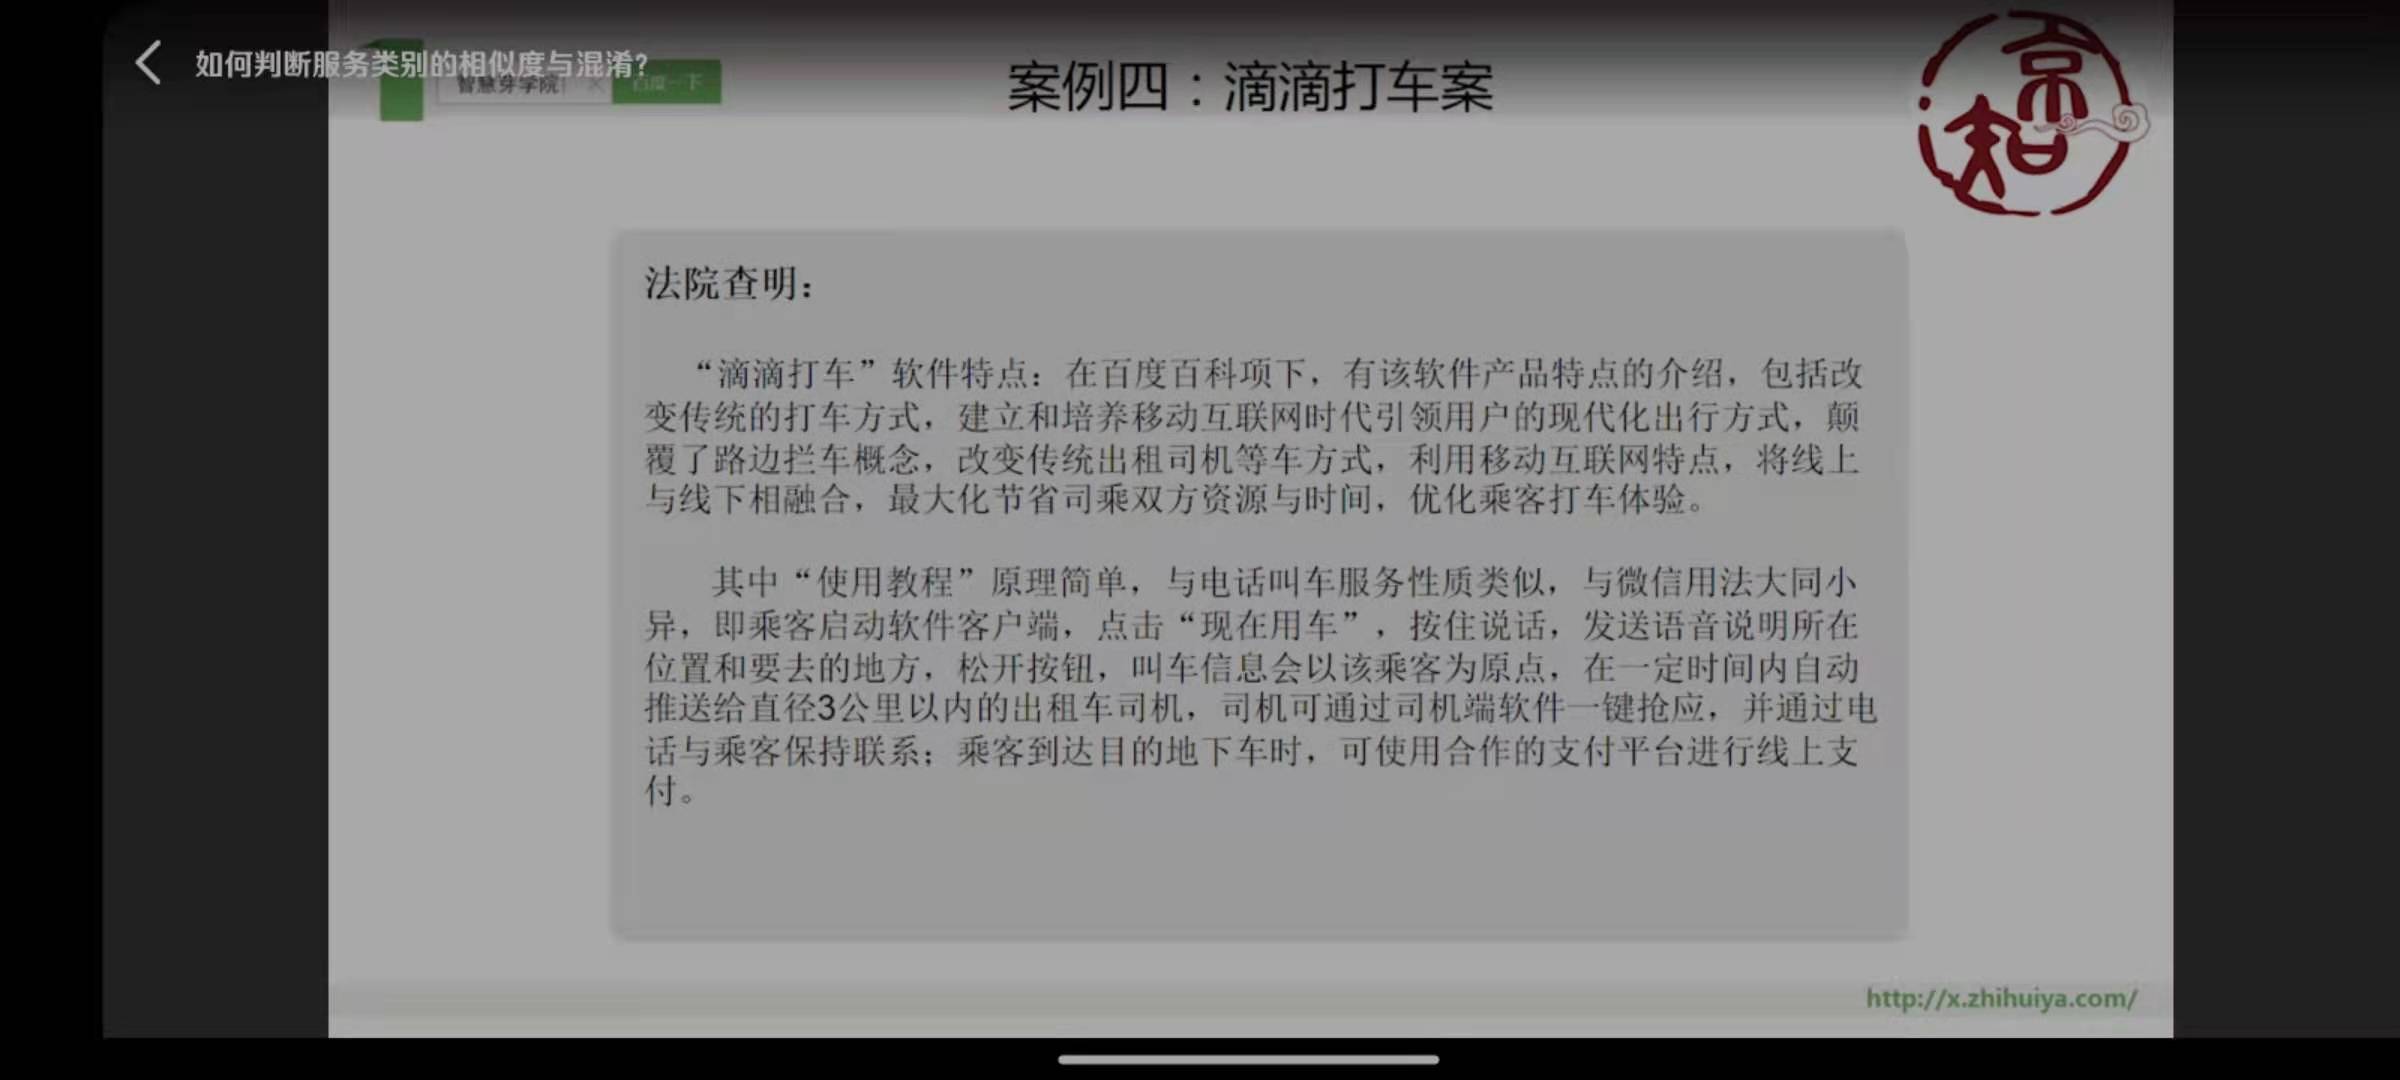 如何判断服务类别的相似度与混淆?
智慧芽学院
百度一下
案例四：滴滴打车案
京知
法院查明：
“滴滴打车”软件特点：在百度百科项下，有该软件产品特点的介绍，包括改
变传统的打车方式，建立和培养移动互联网时代引领用户的现代化出行方式，颠
覆了路边拦车概念，改变传统出租司机等车方式，利用移动互联网特点，将线上
与线下相融合，最大化节省司乘双方资源与时间，优化乘客打车体验。
其中“使用教程”原理简单，与电话叫车服务性质类似，与微信用法大同小
异，即乘客启动软件客户端，点击“现在用车”，按住说话，发送语音说明所在
位置和要去的地方，松开按钮，叫车信息会以该乘客为原点，在一定时间内自动
推送给直径3公里以内的出租车司机，司机可通过司机端软件一键抢应，并通过电
话与乘客保持联系；乘客到达目的地下车时，可使用合作的支付平台进行线上支
付。
http://x.zhihuiya.com/